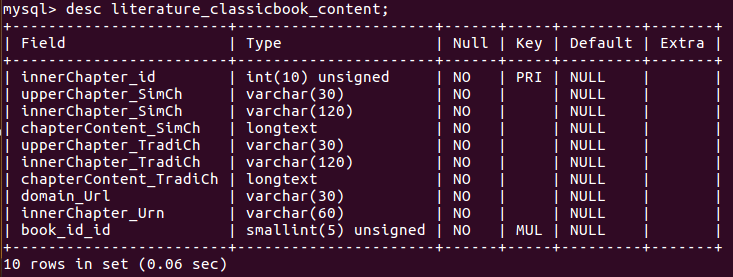 mysql> desc literature_classicbook_content;
+----------------------+----------------------+------+-----+---------+-------+
| Field                | Type                 | Null | Key | Default | Extra |
+----------------------+----------------------+------+-----+---------+-------+
| innerChapter_id      | int(10) unsigned     | NO   | PRI | NULL    |       |
| upperChapter_SimCh   | varchar(30)          | NO   |     | NULL    |       |
| innerChapter_SimCh   | varchar(120)         | NO   |     | NULL    |       |
| chapterContent_SimCh | longtext             | NO   |     | NULL    |       |
| upperChapter_TradiCh | varchar(30)          | NO   |     | NULL    |       |
| innerChapter_TradiCh | varchar(120)         | NO   |     | NULL    |       |
| chapterContent_TradiCh | longtext             | NO   |     | NULL    |       |
| domain_Url           | varchar(30)          | NO   |     | NULL    |       |
| innerChapter_Urn     | varchar(60)          | NO   |     | NULL    |       |
| book_id_id           | smallint(5) unsigned | NO   | MUL | NULL    |       |
+----------------------+----------------------+------+-----+---------+-------+
10 rows in set (0.06 sec)